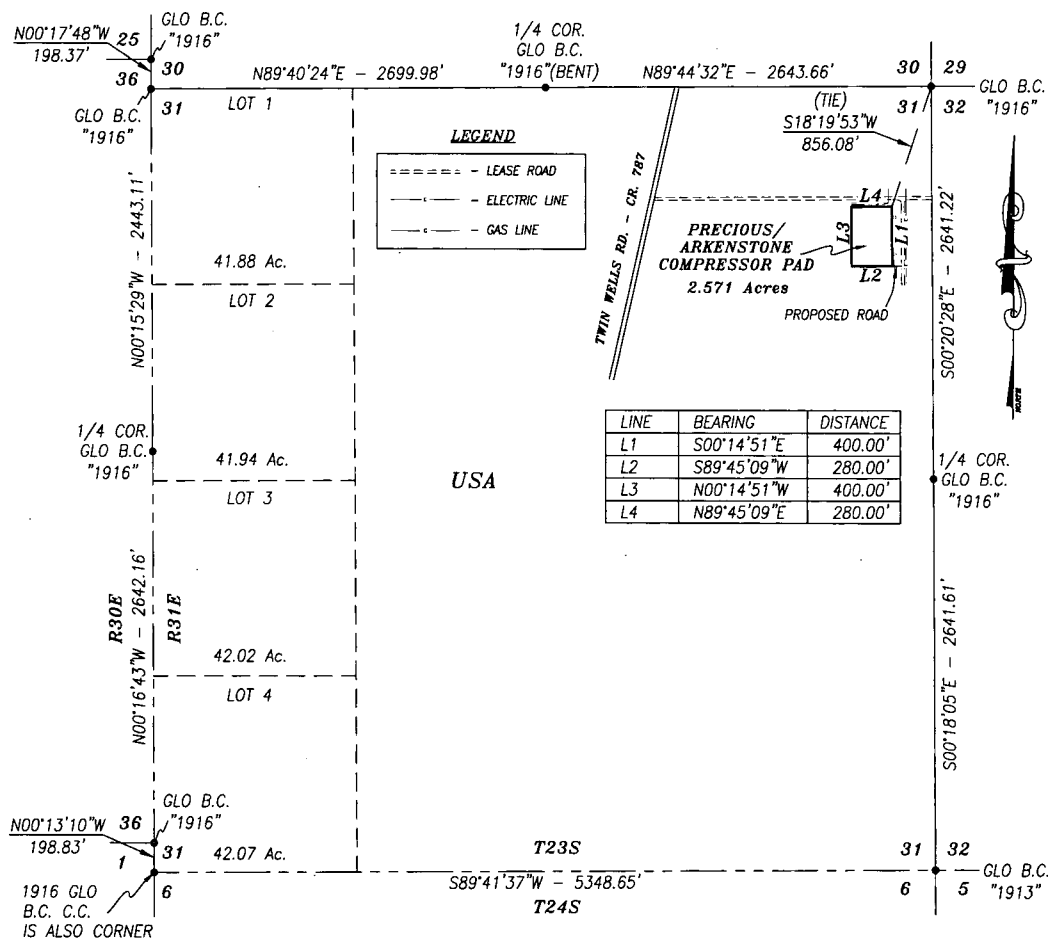 N00°17'48"W
198.37'
25
GLO B.C.
"1916"
36
30
31
GLO B.C.
"1916"
N89°40'24"E - 2699.98'
LOT 1
1/4 COR.
GLO B.C.
"1916"(BENT)
N89°44'32"E - 2643.66'
30
29
31
32
GLO B.C.
"1916"
(TIE)
S18°19'53"W
856.08'
LEGEND
- LEASE ROAD
- ELECTRIC LINE
- GAS LINE
TWIN WELLS RD. - CR. 787
L4
L3
L1
L2
PRECIOUS/
ARKENSTONE
COMPRESSOR PAD
2.571 Acres
PROPOSED ROAD
S00°20'28"E - 2641.22'
NORTH
N00°15'29"W - 2443.11'
41.88 Ac.
LOT 2
1/4 COR.
GLO B.C.
"1916"
41.94 Ac.
LOT 3
USA
LINE BEARING DISTANCE
L1 S00°14'51"E 400.00'
L2 S89°45'09"W 280.00'
L3 N00°14'51"W 400.00'
L4 N89°45'09"E 280.00'
1/4 COR.
GLO B.C.
"1916"
R30E
N00°16'43"W - 2642.16'
R31E
42.02 Ac.
LOT 4
S00°18'05"E - 2641.61'
N00°13'10"W
198.83'
36
GLO B.C.
"1916"
31
1
6
42.07 Ac.
1916 GLO
B.C. C.C.
IS ALSO CORNER
T23S
S89°41'37"W - 5348.65'
T24S
31
32
6
5
GLO B.C.
"1913"